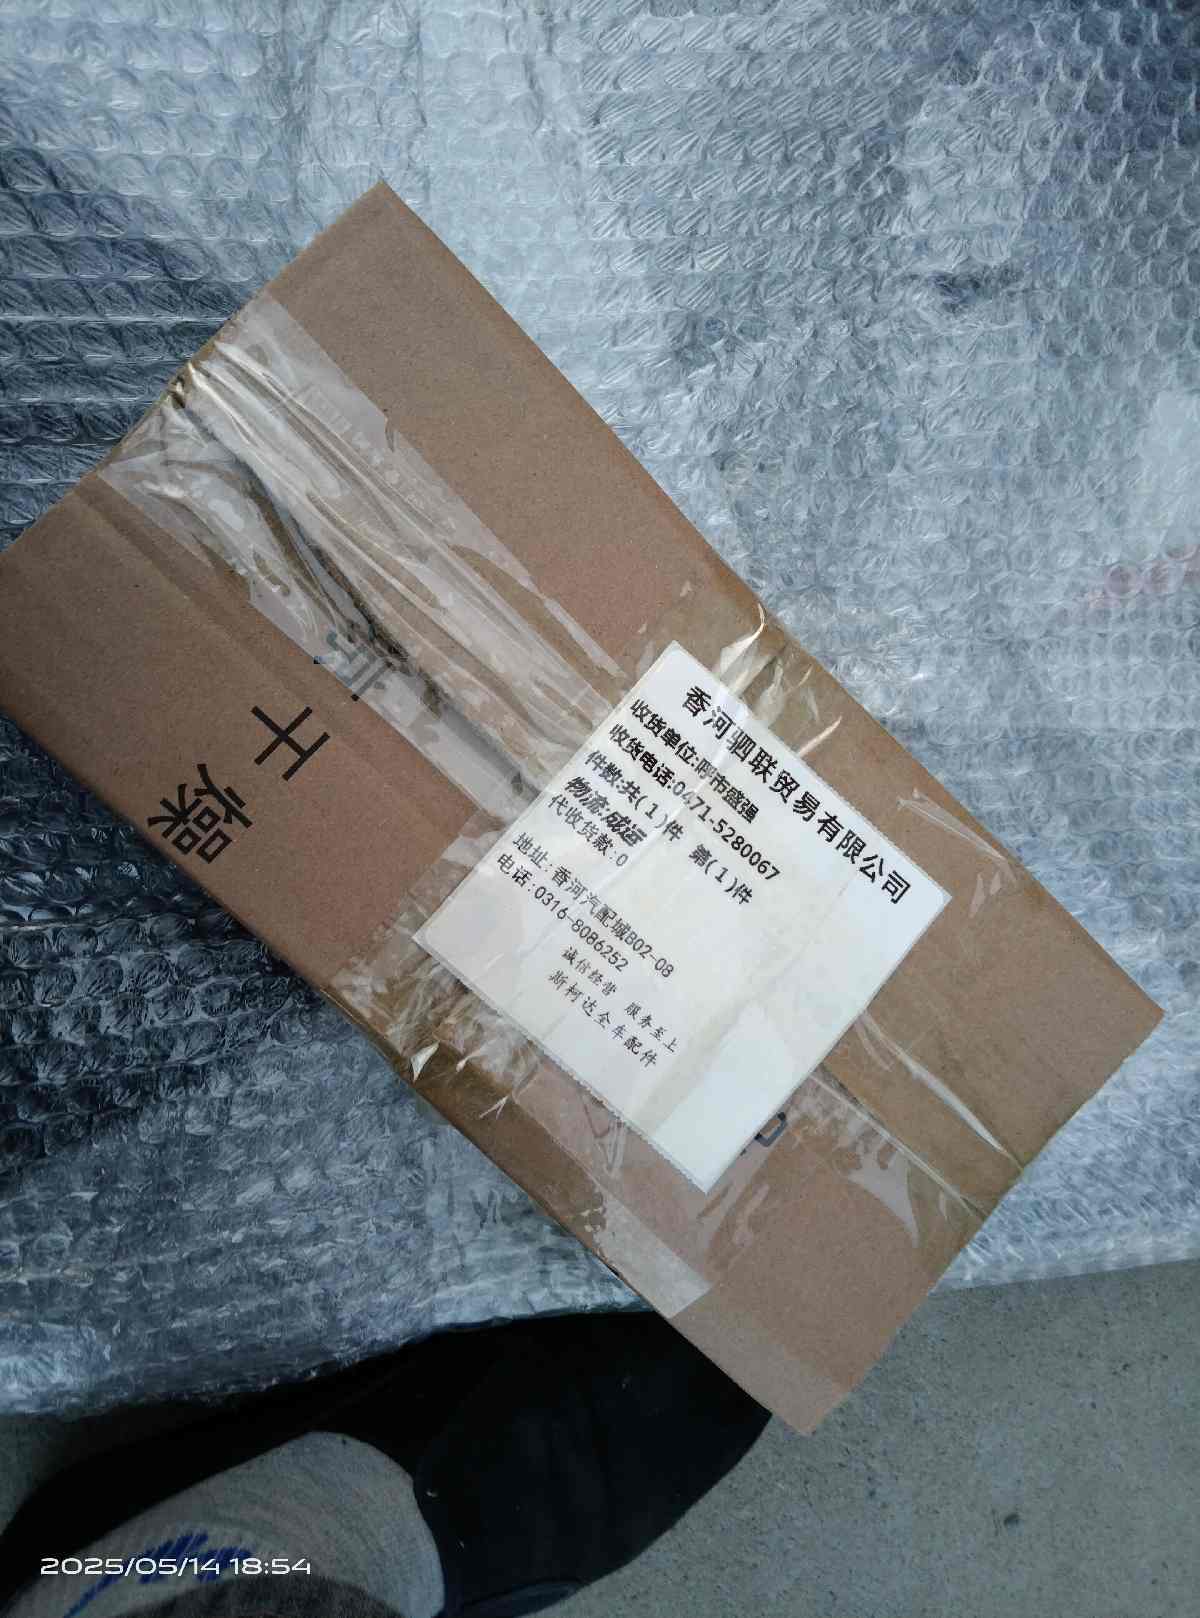 香河驷联贸易有限公司
收货单位:呼市盛强
收货电话:0471-5280067
件数:共(1)件 第(1)件
物流:成运
代收货款:0
地址:香河汽配城B02-08
电话:0316-8086252
诚信经营 服务至上
斯柯达全车配件
干燥
2025/05/14 18:54